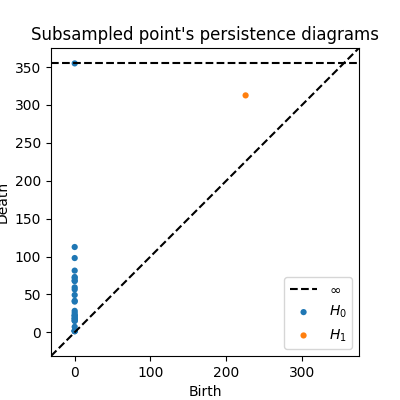 Subsampled point's persistence diagrams
350
300
250
200
150
100
50
0
Death
0 100 200 300
Birth
∞
H₀
H₁